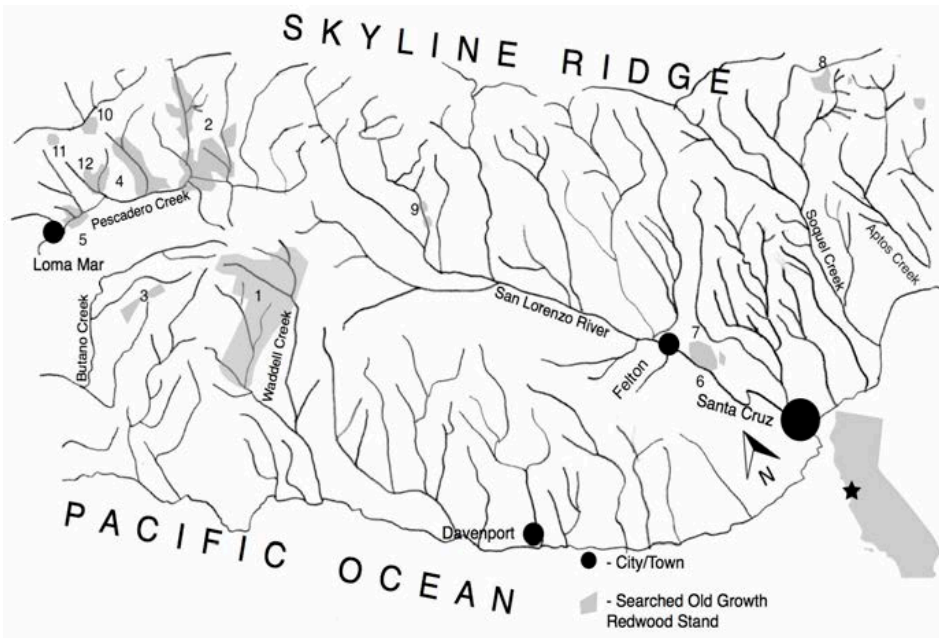 SKYLINE RIDGE
8
10
2
11
12
4
9
Pescadero Creek
5
Loma Mar
Soquel Creek
Aptos Creek
3
1
Butano Creek
Waddell Creek
San Lorenzo River
7
Felton
6
Santa Cruz
N
PACIFIC OCEAN
Davenport
- City/Town
- Searched Old Growth
Redwood Stand